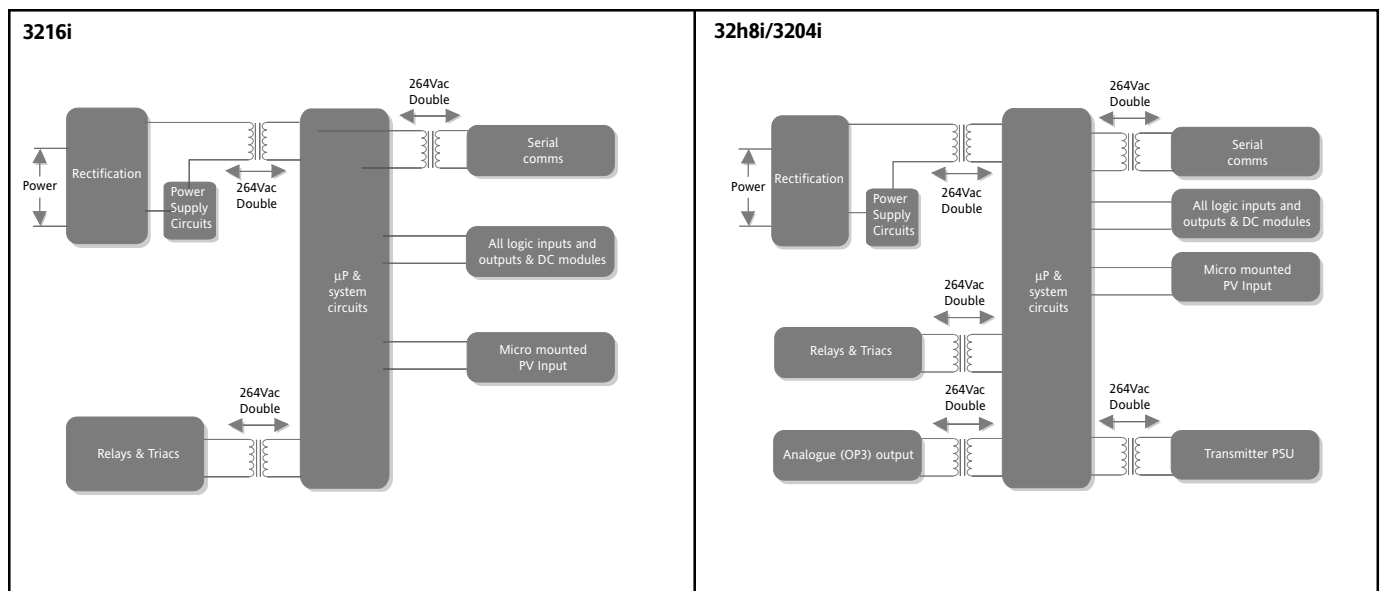 3216i
264Vac
Double
Serial
comms
Rectification
Power
264Vac
Double
Power
Supply
Circuits
All logic inputs and
outputs & DC modules
μP &
system
circuits
Micro mounted
PV Input
264Vac
Double
Relays & Triacs
32h8i/3204i
264Vac
Double
Serial
comms
Rectification
Power
264Vac
Double
Power
Supply
Circuits
All logic inputs and
outputs & DC modules
μP &
system
circuits
Micro mounted
PV Input
264Vac
Double
Relays & Triacs
264Vac
Double
264Vac
Double
Analogue (OP3) output
Transmitter PSU